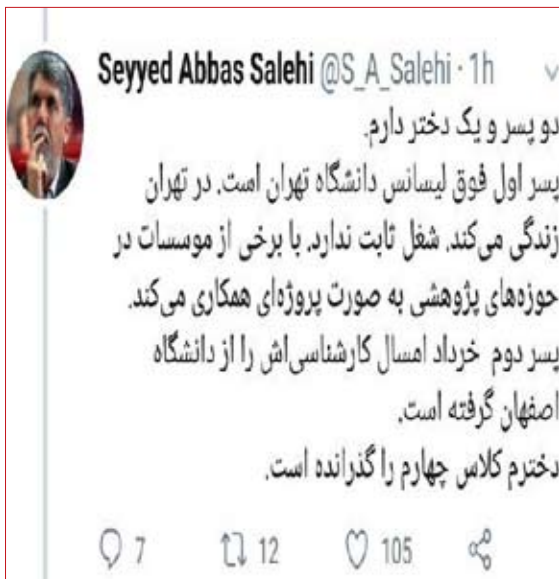 Seyyed Abbas Salehi @S_A_Salehi · 1h
دو پسر و یک دختر دارم.
پسر اول فوق لیسانس دانشگاه تهران است. در تهران
زندگی می‌کند. شغل ثابت ندارد. با برخی از موسسات در
حوزه‌های پژوهشی به صورت پروژه‌ای همکاری می‌کند.
پسر دوم خرداد امسال کارشناسی‌اش را از دانشگاه
اصفهان گرفته است.
دخترم کلاس چهارم را گذرانده است.
7 12 105